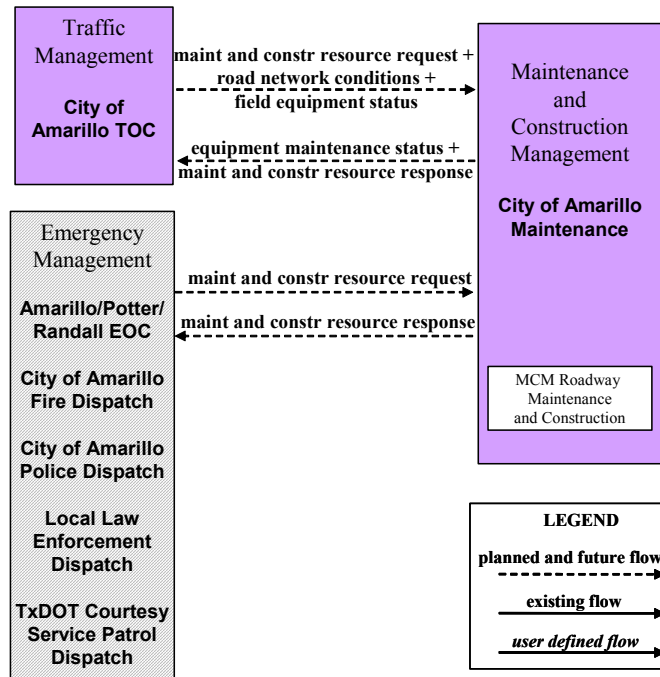 Traffic
Management
City of
Amarillo TOC
maint and constr resource request +
road network conditions +
field equipment status
equipment maintenance status +
maint and constr resource response
Maintenance
and
Construction
Management
City of Amarillo
Maintenance
MCM Roadway
Maintenance
and Construction
Emergency
Management
Amarillo/Potter/
Randall EOC
City of Amarillo
Fire Dispatch
City of Amarillo
Police Dispatch
Local Law
Enforcement
Dispatch
TxDOT Courtesy
Service Patrol
Dispatch
maint and constr resource request
maint and constr resource response
LEGEND
planned and future flow
existing flow
user defined flow